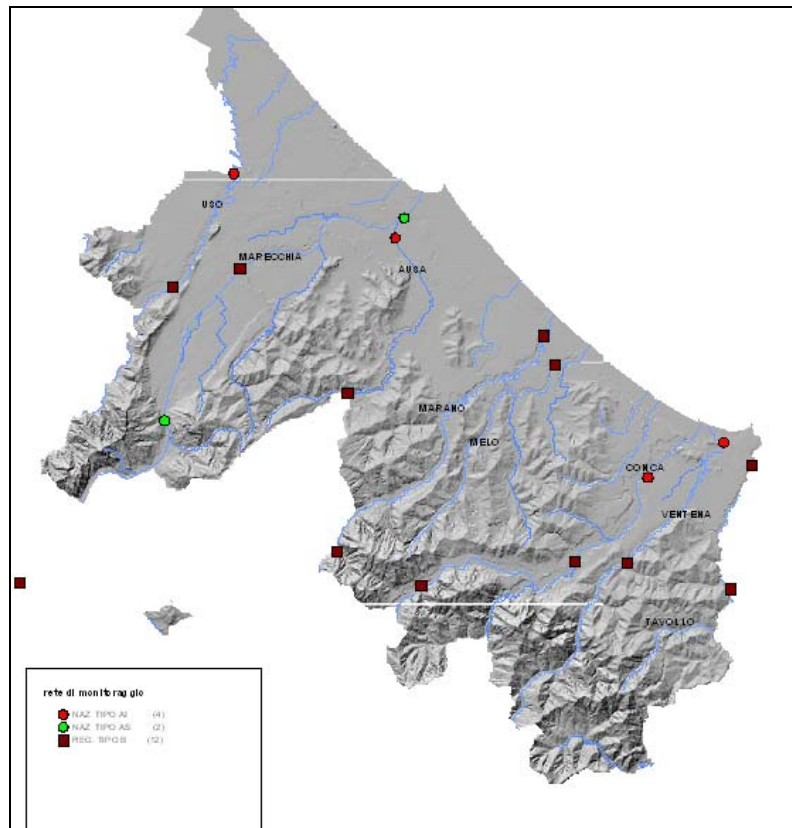 USO
MARECCHIA
AUSA
MARANO
MELO
CONCA
VENTENA
TAVOLLO
rete di monitoraggio
NAZ. TIPO AI (4)
NAZ. TIPO AS (2)
REG. TIPO B (12)